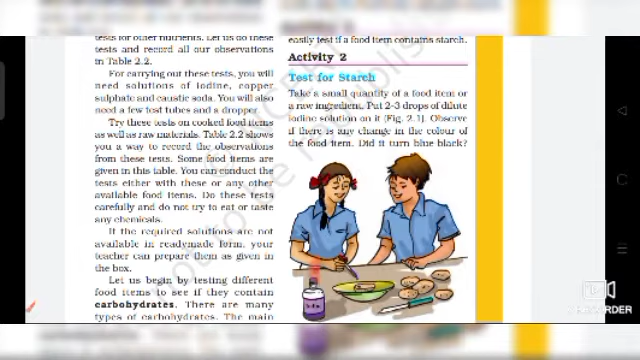 tests for other nutrients. Let us do these
tests and record all our observations
in Table 2.2.
For carrying out these tests, you will
need solutions of iodine, copper
sulphate and caustic soda. You will also
need a few test tubes and a dropper.
Try these tests on cooked food items
as well as raw materials. Table 2.2 shows
you a way to record the observations
from these tests. Some food items are
given in this table. You can conduct the
tests either with these or any other
available food items. Do these tests
carefully and do not try to eat or taste
any chemicals.
If the required solutions are not
available in readymade form, your
teacher can prepare them as given in
the box.
Let us begin by testing different
food items to see if they contain
carbohydrates. There are many
types of carbohydrates. The main
easily test if a food item contains starch.
Activity 2
Test for Starch
Take a small quantity of a food item or
a raw ingredient. Put 2-3 drops of dilute
iodine solution on it (Fig. 2.1). Observe
if there is any change in the colour of
the food item. Did it turn blue black?